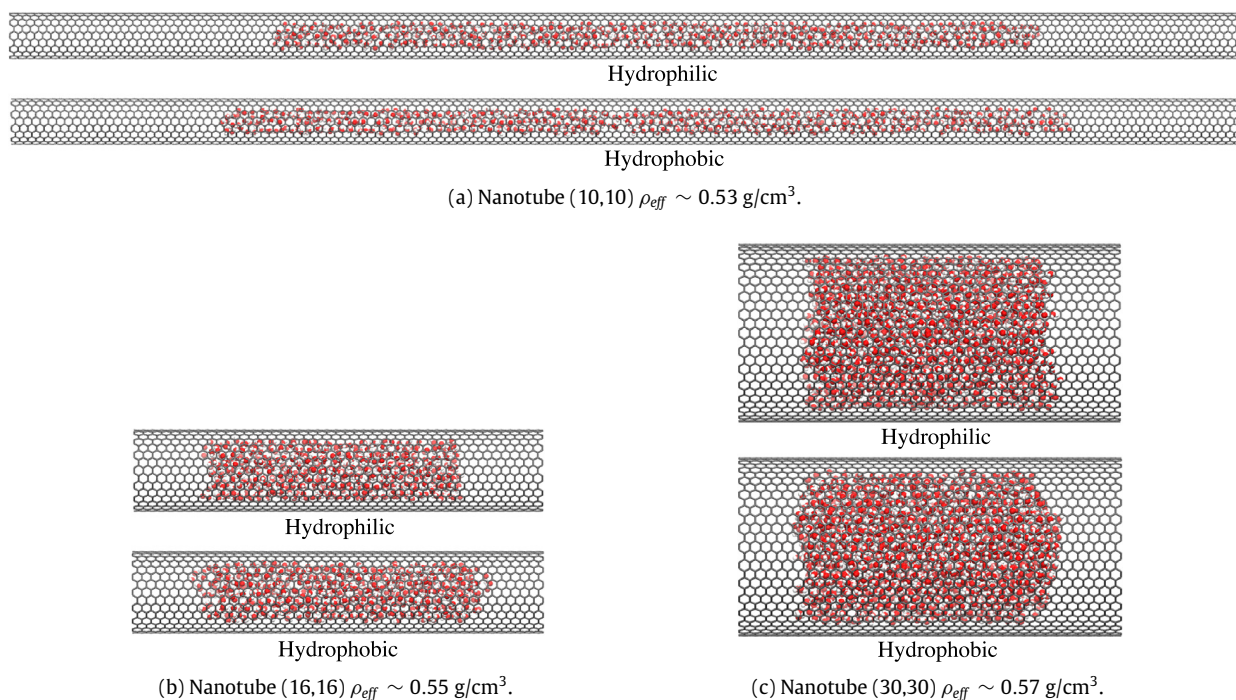 Hydrophilic
Hydrophobic
(a) Nanotube (10,10) ρeff ∼ 0.53 g/cm³.
Hydrophilic
Hydrophobic
(b) Nanotube (16,16) ρeff ∼ 0.55 g/cm³.
Hydrophilic
Hydrophobic
(c) Nanotube (30,30) ρeff ∼ 0.57 g/cm³.